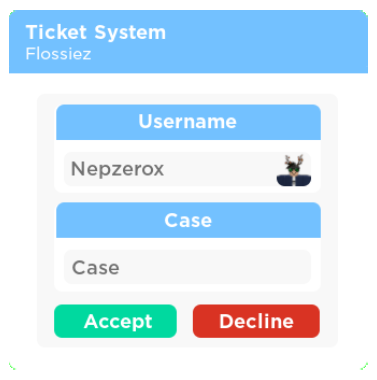 Ticket System
Flossiez
Username
Nepzerox
Case
Case
Accept
Decline